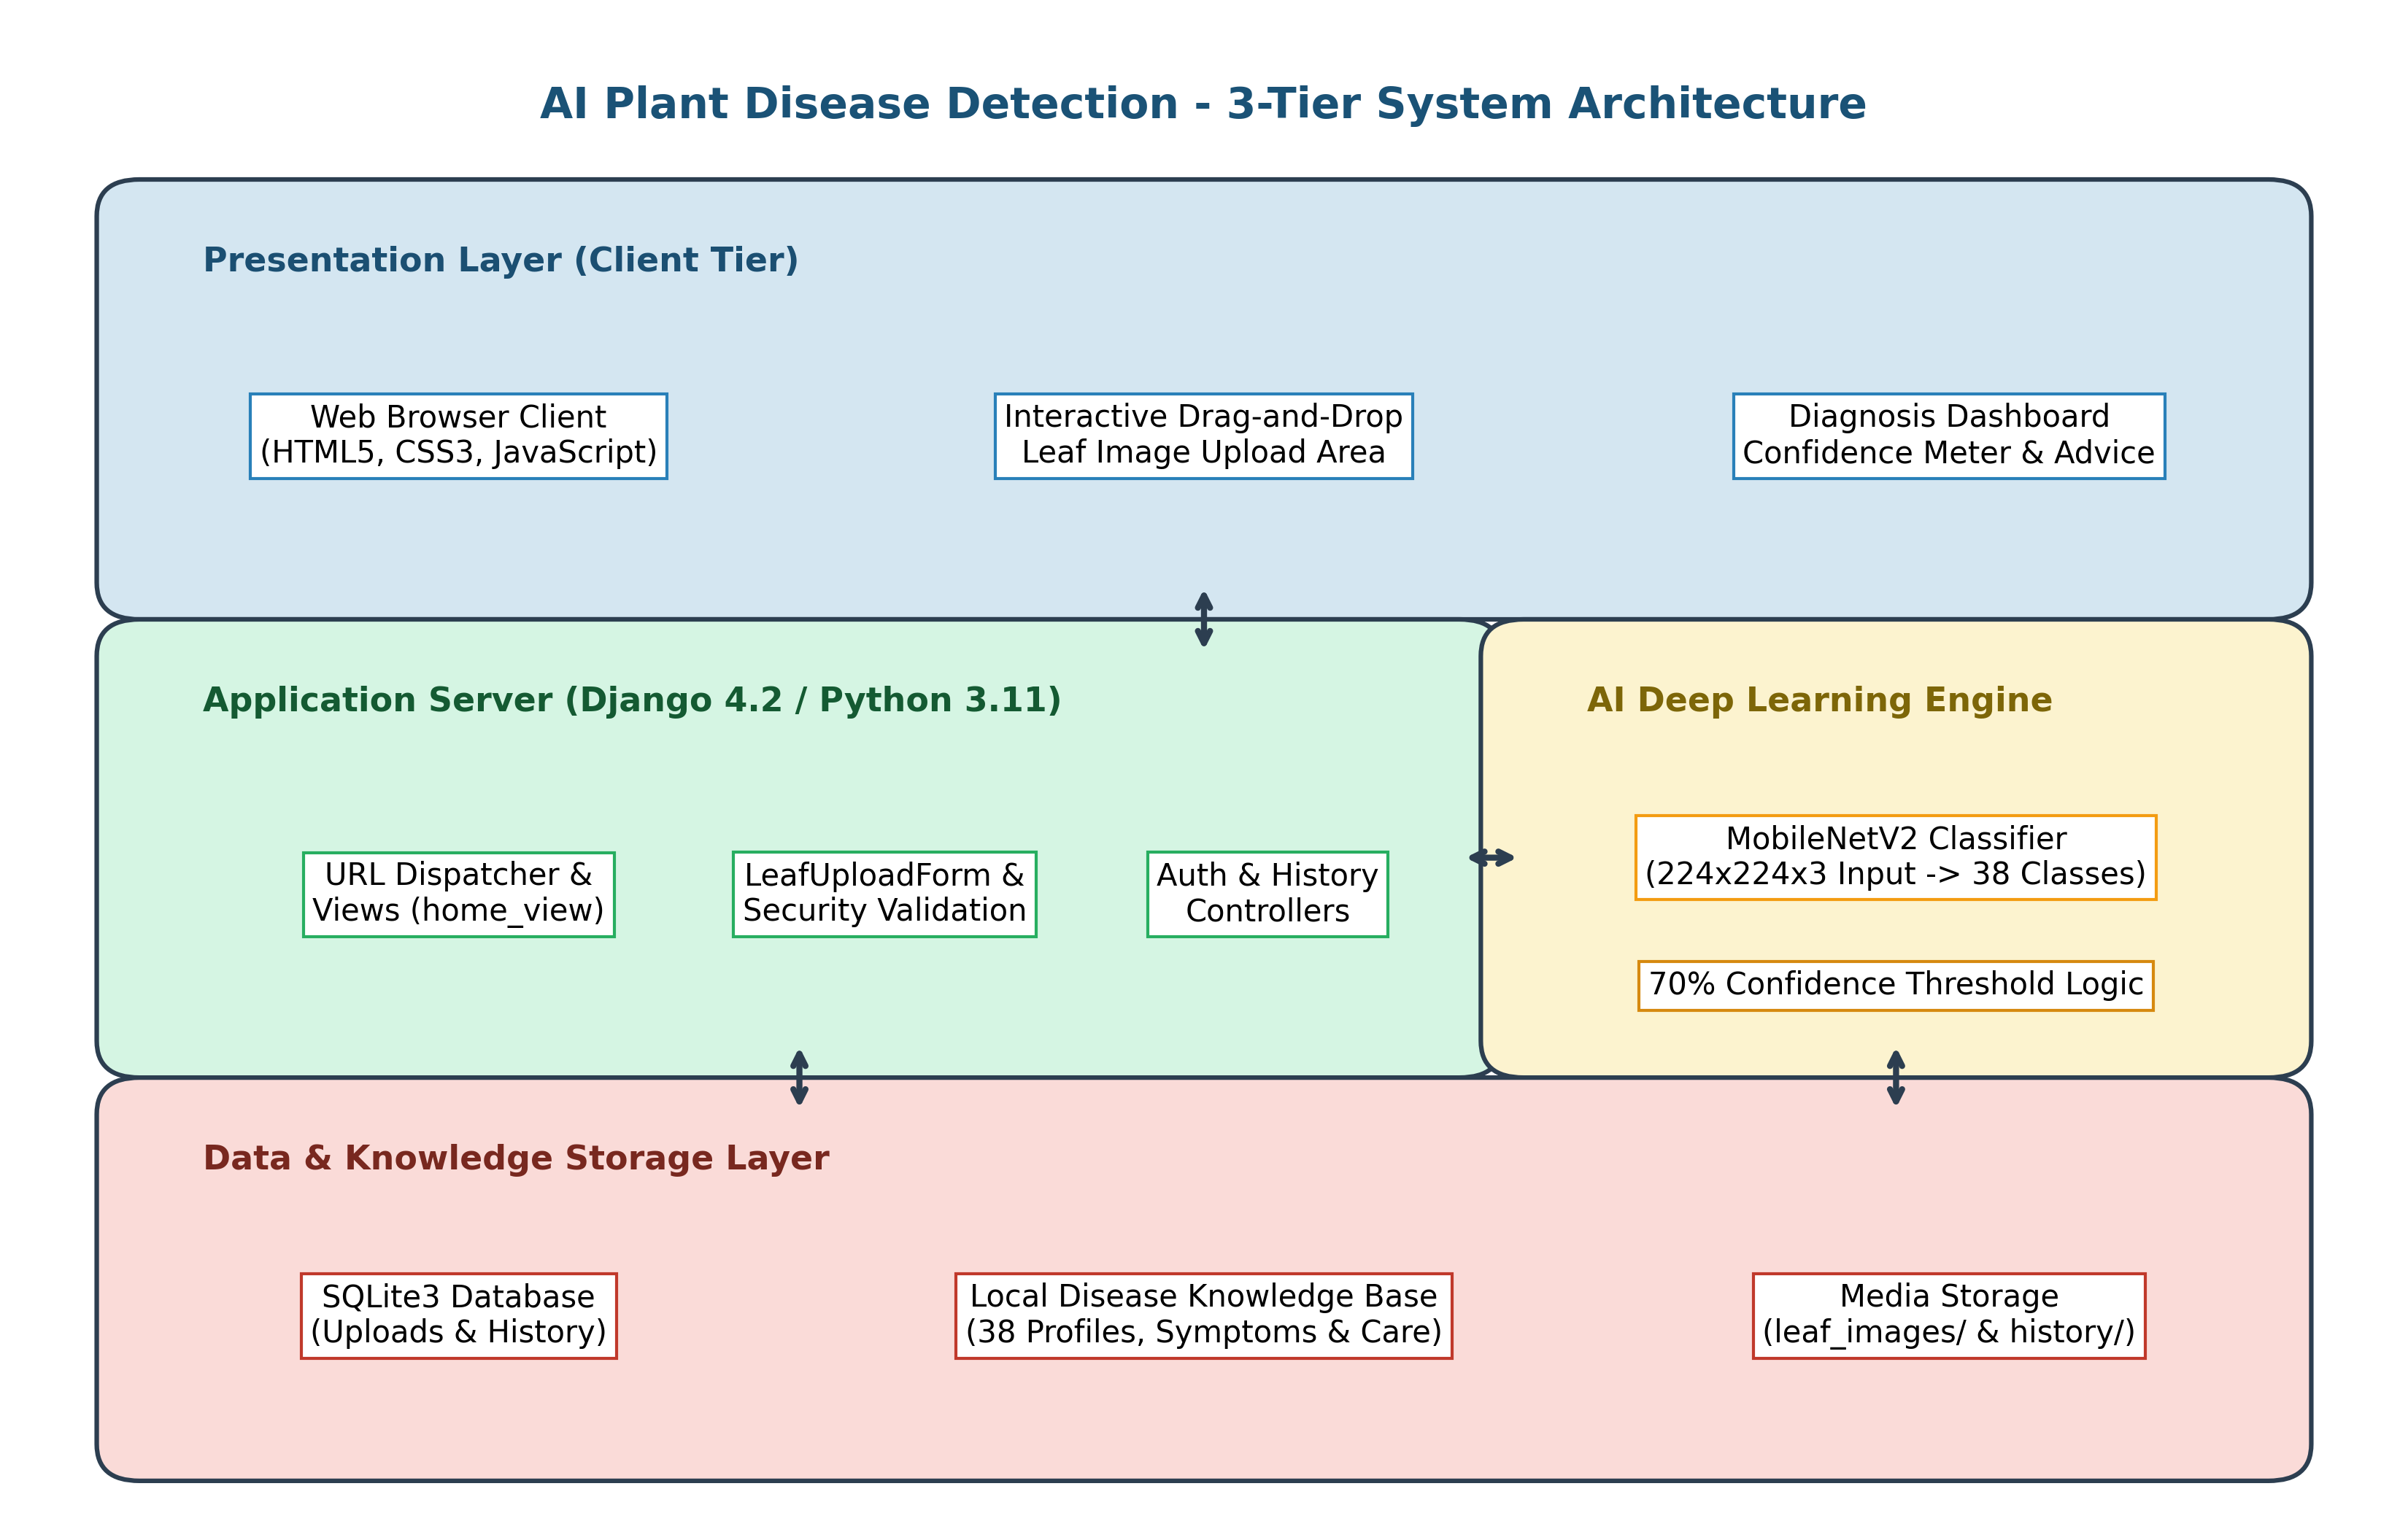 AI Plant Disease Detection - 3-Tier System Architecture
Presentation Layer (Client Tier)
Web Browser Client
(HTML5, CSS3, JavaScript)
Interactive Drag-and-Drop
Leaf Image Upload Area
Diagnosis Dashboard
Confidence Meter & Advice
Application Server (Django 4.2 / Python 3.11)
URL Dispatcher &
Views (home_view)
LeafUploadForm &
Security Validation
Auth & History
Controllers
AI Deep Learning Engine
MobileNetV2 Classifier
(224x224x3 Input -> 38 Classes)
70% Confidence Threshold Logic
Data & Knowledge Storage Layer
SQLite3 Database
(Uploads & History)
Local Disease Knowledge Base
(38 Profiles, Symptoms & Care)
Media Storage
(leaf_images/ & history/)